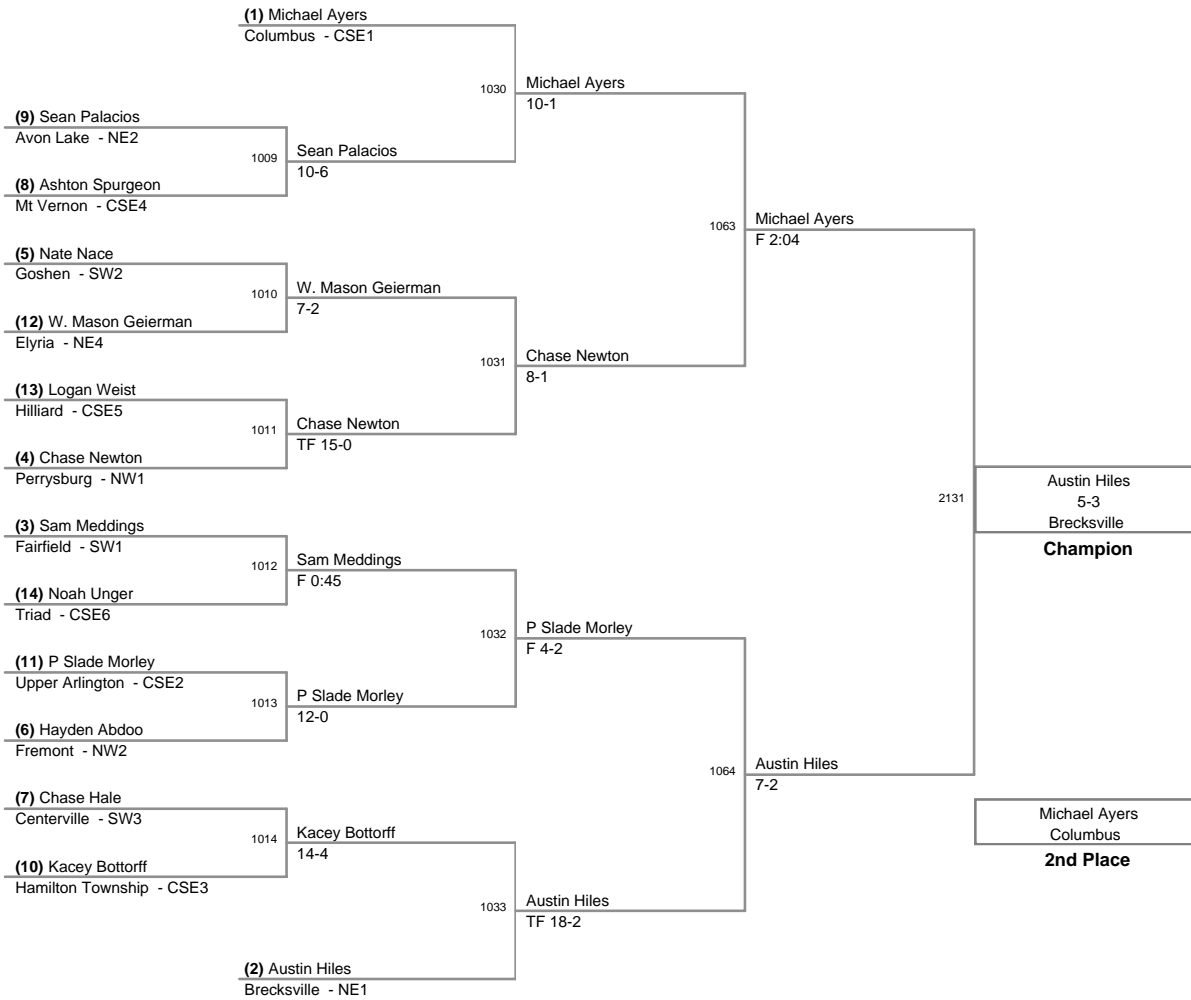 (1) Michael Ayers
Columbus - CSE1
1030
Michael Ayers
10-1
(9) Sean Palacios
Avon Lake - NE2
1009
Sean Palacios
10-6
(8) Ashton Spurgeon
Mt Vernon - CSE4
1063
Michael Ayers
F 2:04
(5) Nate Nace
Goshen - SW2
1010
W. Mason Geierman
7-2
(12) W. Mason Geierman
Elyria - NE4
1031
Chase Newton
8-1
(13) Logan Weist
Hilliard - CSE5
1011
Chase Newton
TF 15-0
(4) Chase Newton
Perrysburg - NW1
2131
Austin Hiles
5-3
Brecksville
Champion
(3) Sam Meddings
Fairfield - SW1
1012
Sam Meddings
F 0:45
(14) Noah Unger
Triad - CSE6
1032
P Slade Morley
F 4-2
(11) P Slade Morley
Upper Arlington - CSE2
1013
P Slade Morley
12-0
(6) Hayden Abdoo
Fremont - NW2
1064
Austin Hiles
7-2
(7) Chase Hale
Centerville - SW3
1014
Kacey Bottorff
14-4
(10) Kacey Bottorff
Hamilton Township - CSE3
Michael Ayers
Columbus
2nd Place
1033
Austin Hiles
TF 18-2
(2) Austin Hiles
Brecksville - NE1